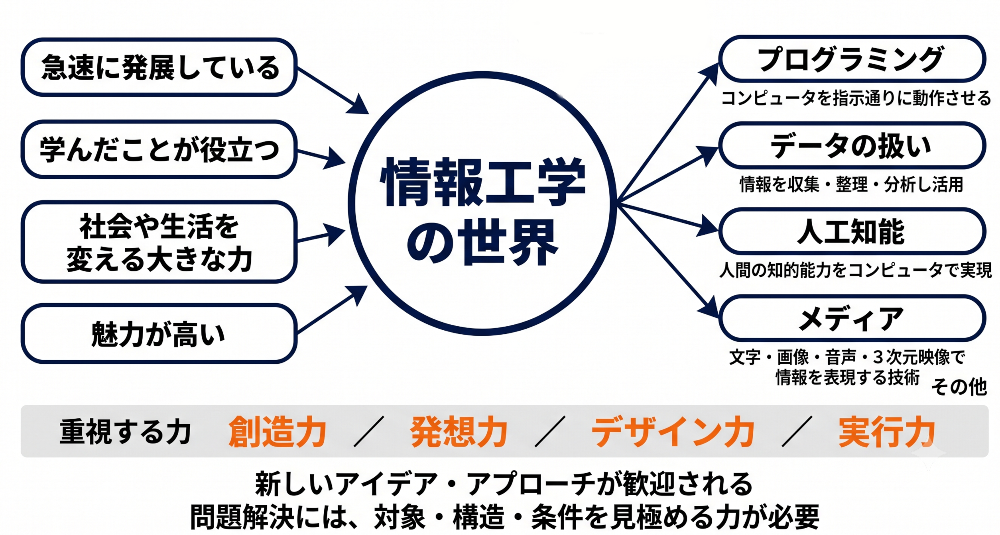 急速に発展している
学んだことが役立つ
社会や生活を
変える大きな力
魅力が高い
情報工学
の世界
プログラミング
コンピュータを指示通りに動作させる
データの扱い
情報を収集・整理・分析し活用
人工知能
人間の知的能力をコンピュータで実現
メディア
文字・画像・音声・3次元映像で
情報を表現する技術
その他
重視する力 創造力 ／ 発想力 ／ デザイン力 ／ 実行力
新しいアイデア・アプローチが歓迎される
問題解決には、対象・構造・条件を見極める力が必要